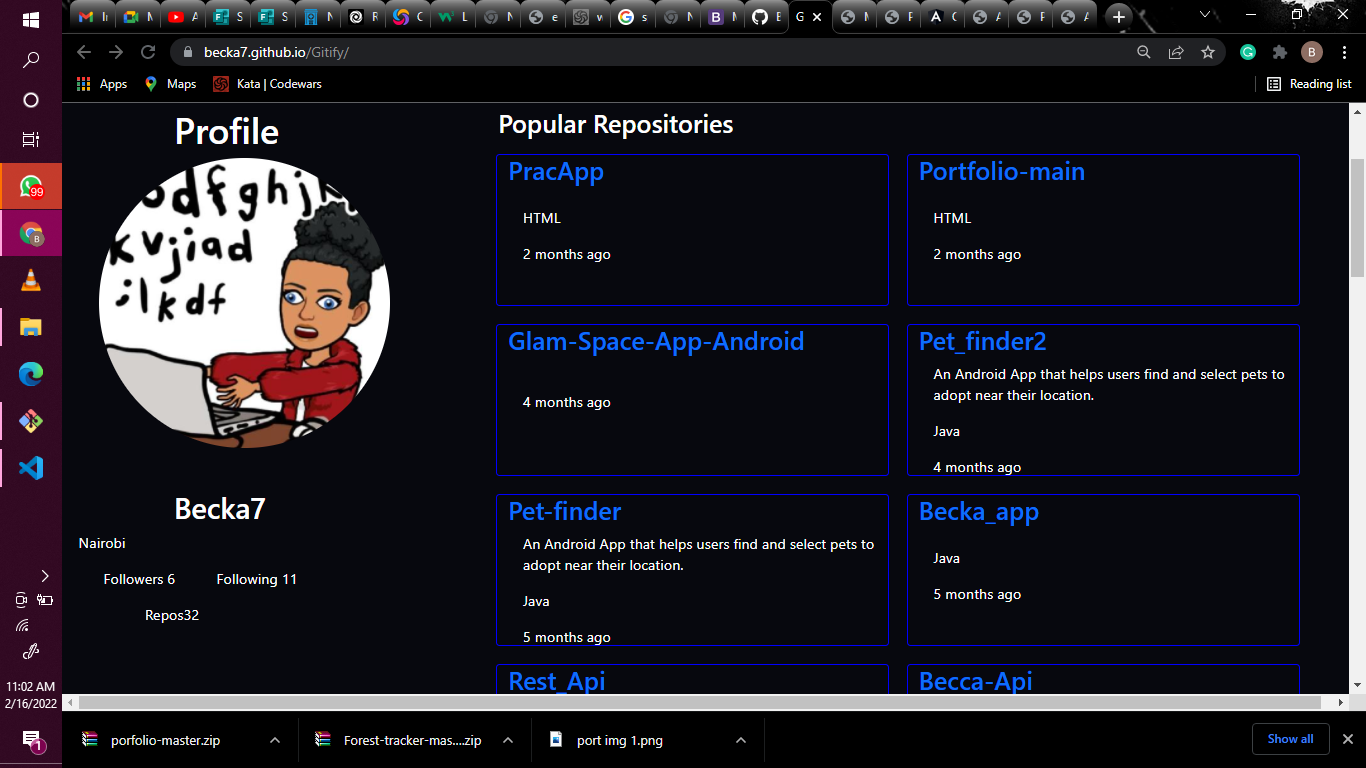 becka7.github.io/Gitify/
B
Apps
Maps
Kata | Codewars
Reading list
Profile
Becka7
Nairobi
Followers 6
Following 11
Repos32
Popular Repositories
PracApp
HTML
2 months ago
Portfolio-main
HTML
2 months ago
Glam-Space-App-Android
4 months ago
Pet_finder2
An Android App that helps users find and select pets to
adopt near their location.
Java
4 months ago
Pet-finder
An Android App that helps users find and select pets to
adopt near their location.
Java
5 months ago
Becka_app
Java
5 months ago
Rest_Api
Becca-Api
99
11:02 AM
2/16/2022
1
porfolio-master.zip
Forest-tracker-mas....zip
port img 1.png
Show all